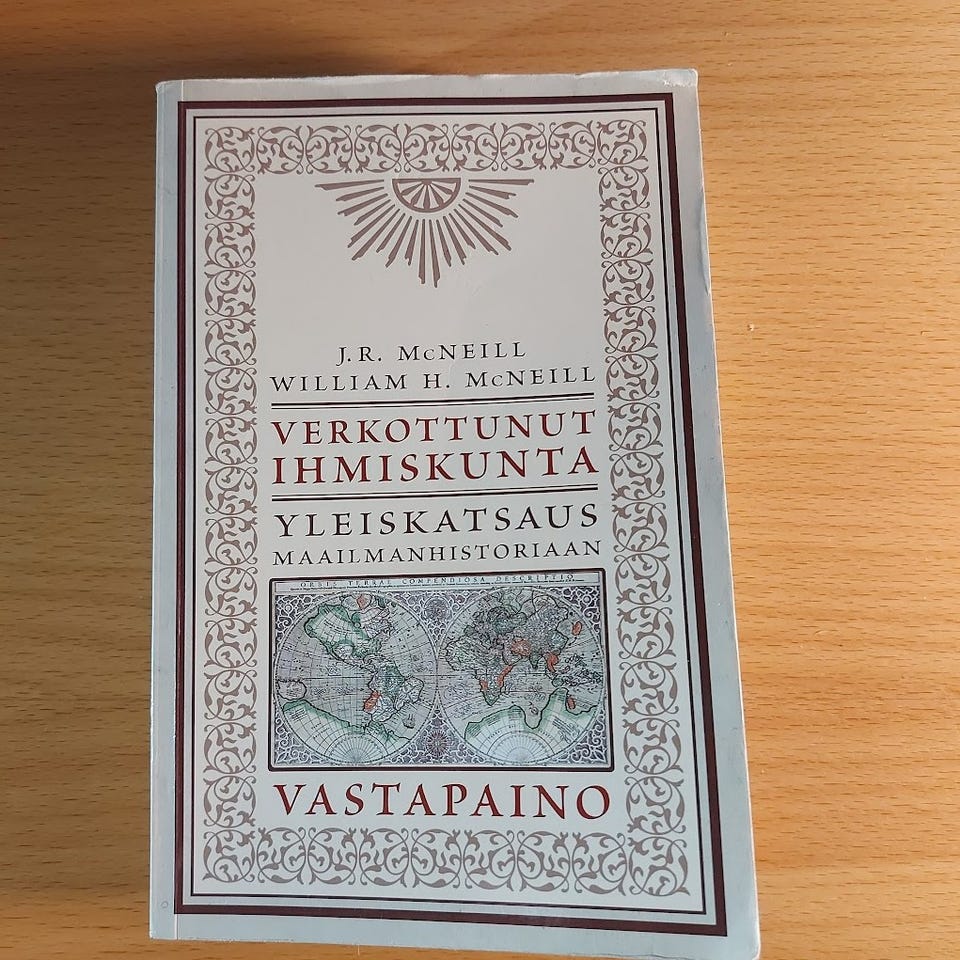 J.R. McNEILL
WILLIAM H. McNEILL
VERKOTTUNUT
IHMISKUNTA
YLEISKATSAUS
MAAILMANHISTORIAAN
ORBIS TERRAE COMPENDIOSA DESCRIPTIO
VASTAPAINO